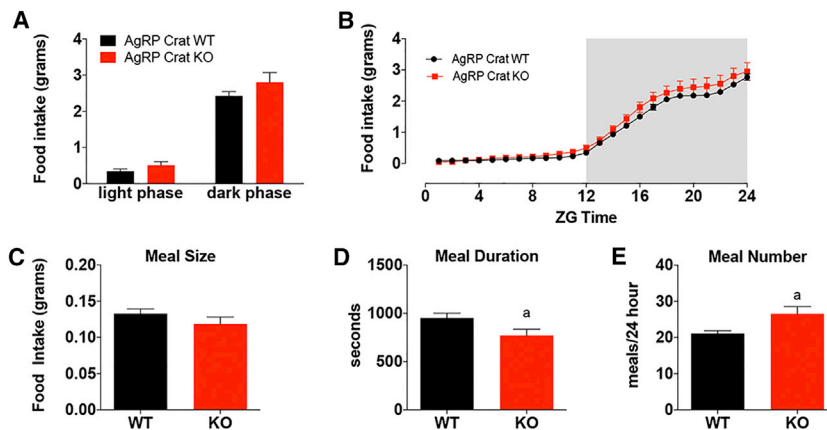 A
AgRP Crat WT
AgRP Crat KO
Food intake (grams)
4
3
2
1
0
light phase
dark phase
B
AgRP Crat WT
AgRP Crat KO
Food intake (grams)
4
3
2
1
0
0 4 8 12 16 20 24
ZG Time
C
Meal Size
Food Intake (grams)
0.20
0.15
0.10
0.05
0.00
WT KO
D
Meal Duration
seconds
1500
1000
500
0
a
WT KO
E
Meal Number
meals/24 hour
40
30
20
10
0
a
WT KO